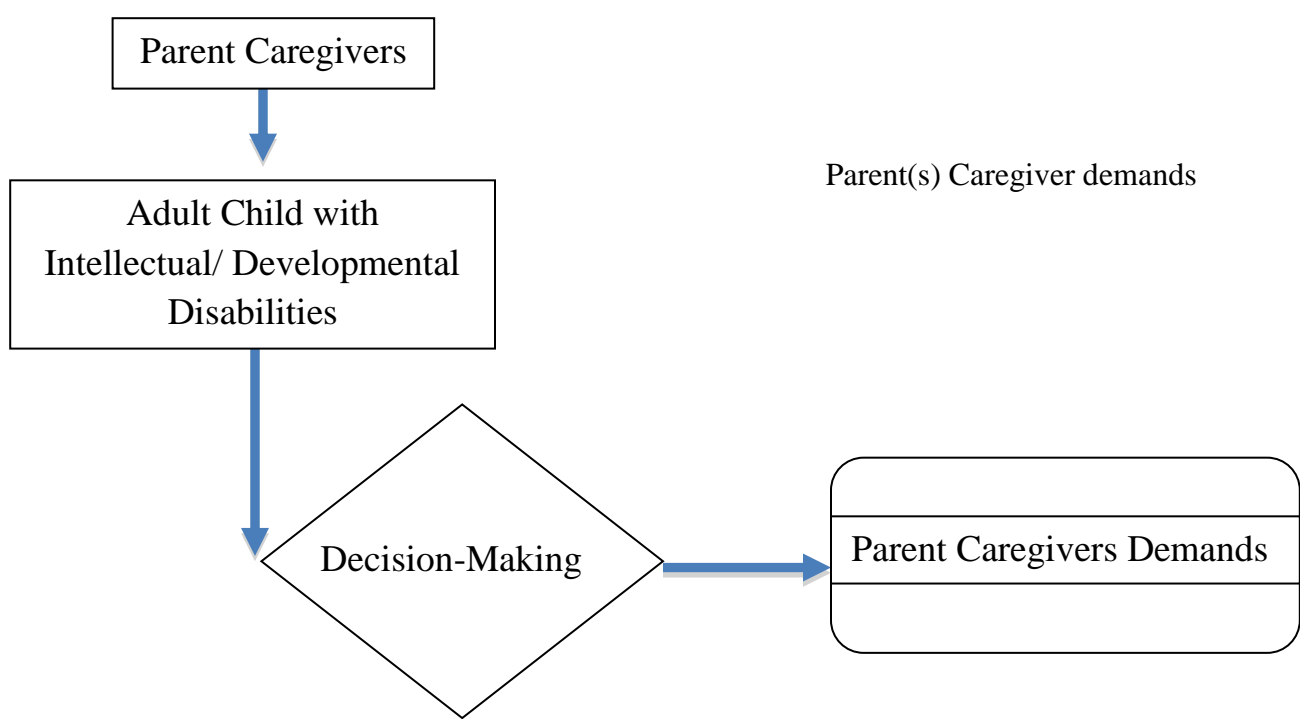 Parent Caregivers
Parent(s) Caregiver demands
Adult Child with
Intellectual/ Developmental
Disabilities
Decision-Making
Parent Caregivers Demands